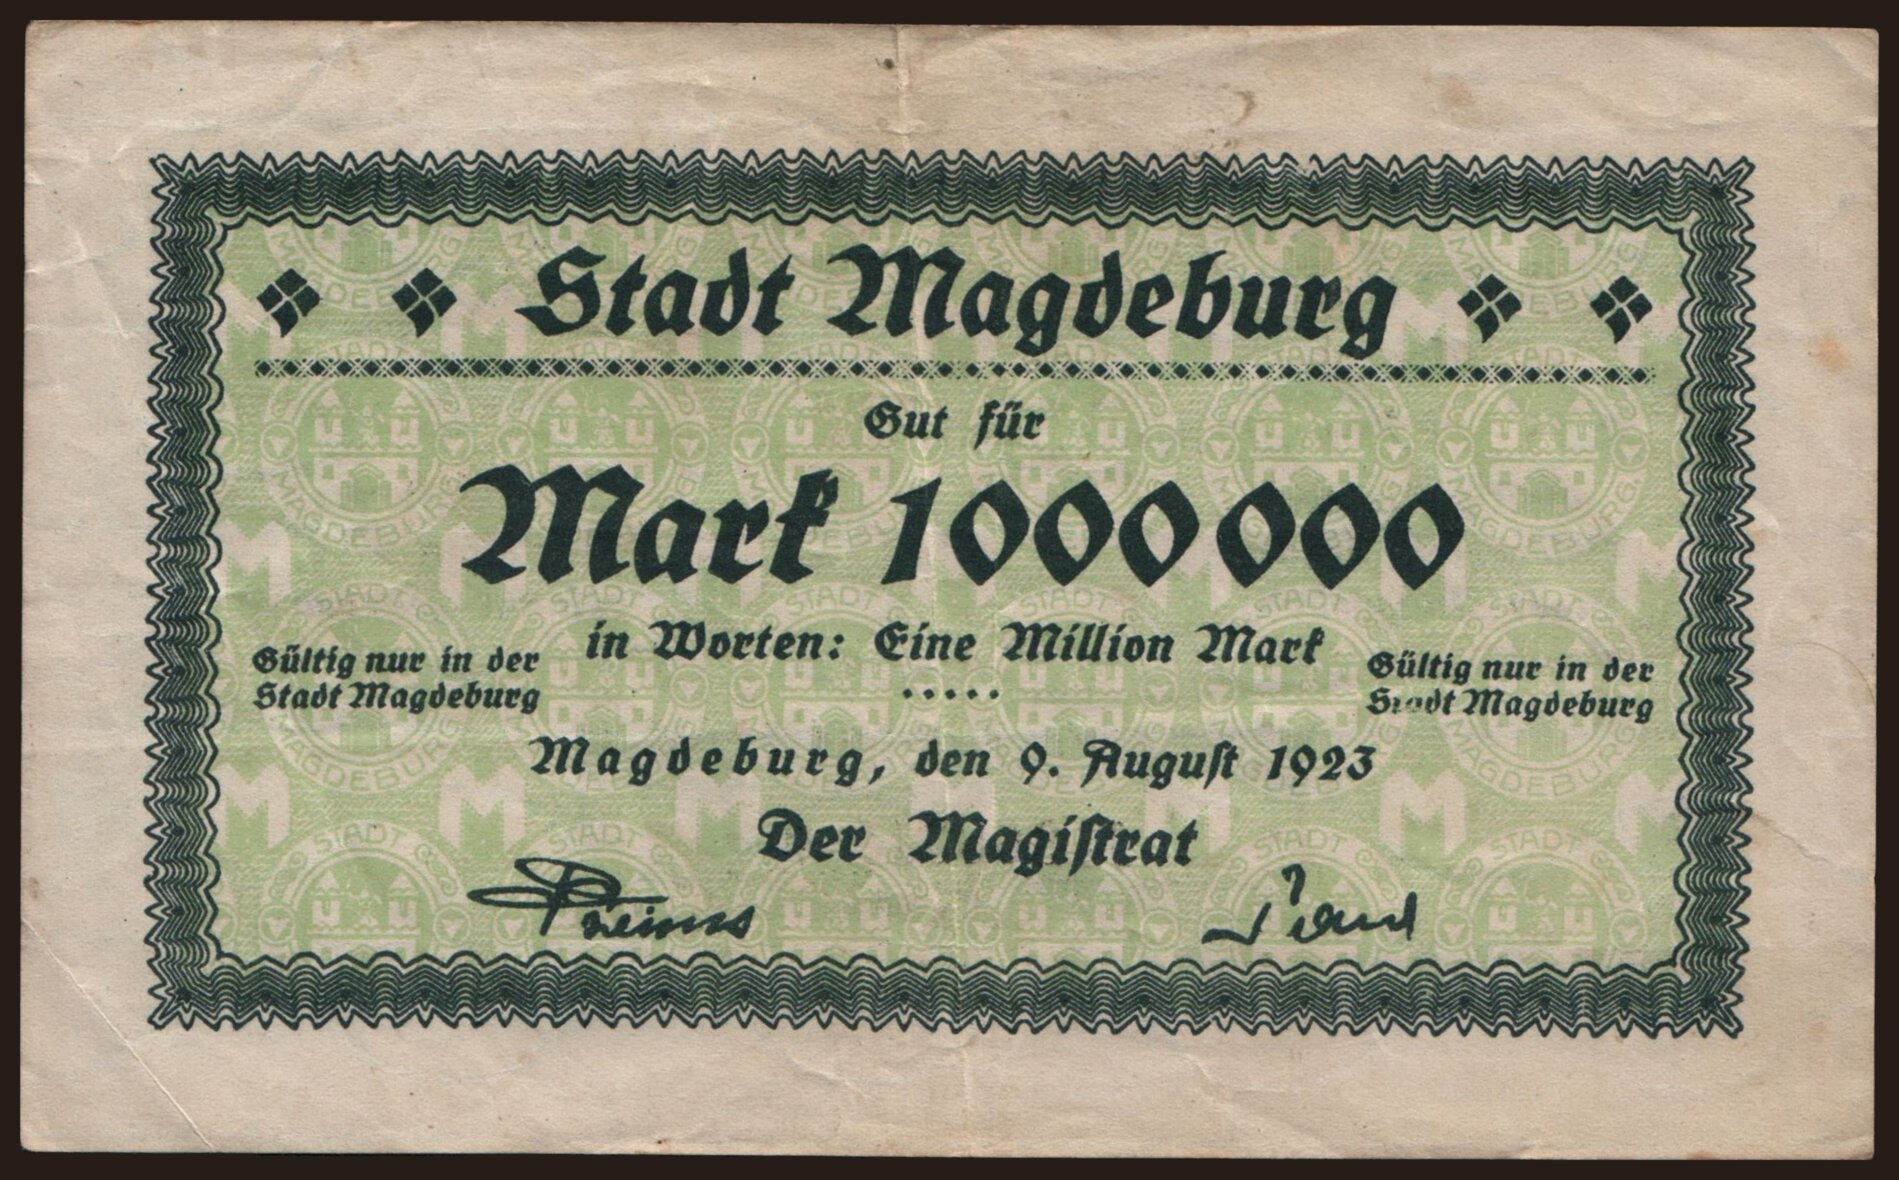 Stadt Magdeburg
Gut für
Mark 1000000
in Worten: Eine Million Mark
Gültig nur in der
Stadt Magdeburg
Gültig nur in der
Stadt Magdeburg
Magdeburg, den 9. August 1923
Der Magistrat